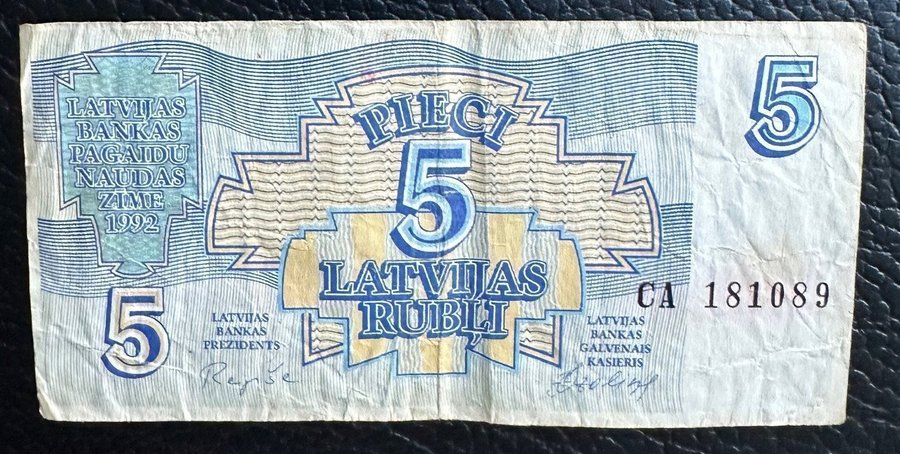 LATVIJAS
BANKAS
PAGAIDU
NAUDAS
ZĪME
1992
PIECI
5
LATVIJAS
RUBĻI
5
CA 181089
5
LATVIJAS
BANKAS
PREZIDENTS
LATVIJAS
BANKAS
GALVENAIS
KASIERIS